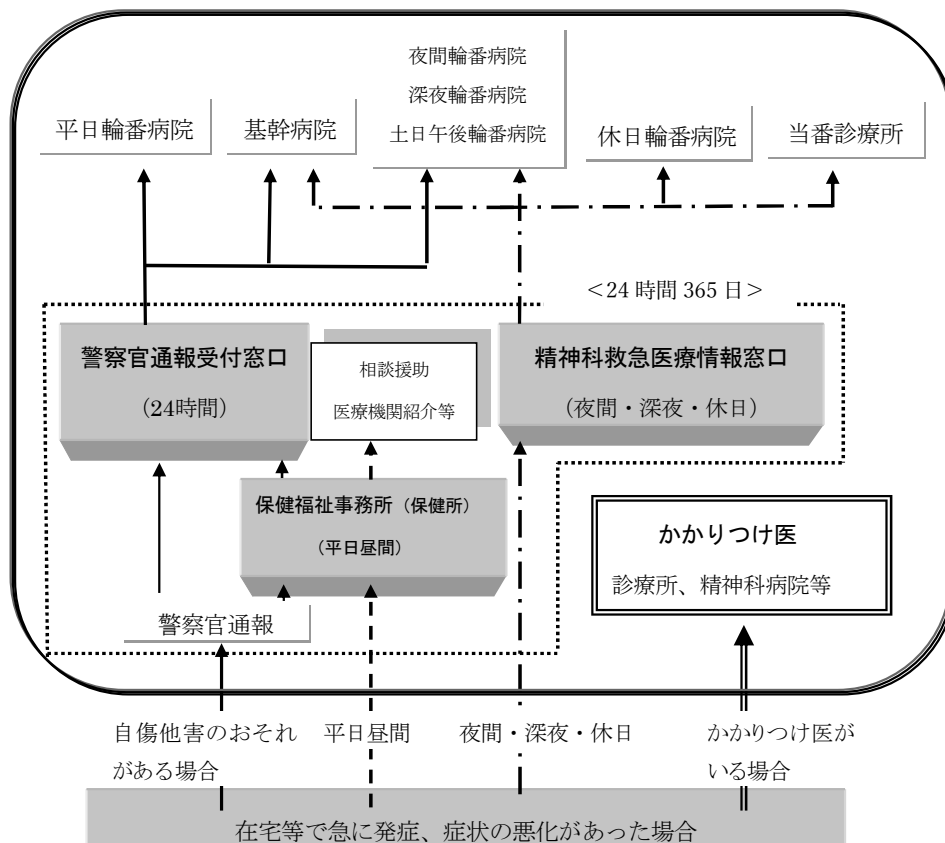 夜間輪番病院
深夜輪番病院
土日午後輪番病院
平日輪番病院
基幹病院
休日輪番病院
当番診療所
＜24時間365日＞
警察官通報受付窓口
（24時間）
相談援助
医療機関紹介等
精神科救急医療情報窓口
（夜間・深夜・休日）
保健福祉事務所（保健所）
（平日昼間）
かかりつけ医
診療所、精神科病院等
警察官通報
自傷他害のおそれ
がある場合
平日昼間
夜間・深夜・休日
かかりつけ医が
いる場合
在宅等で急に発症、症状の悪化があった場合